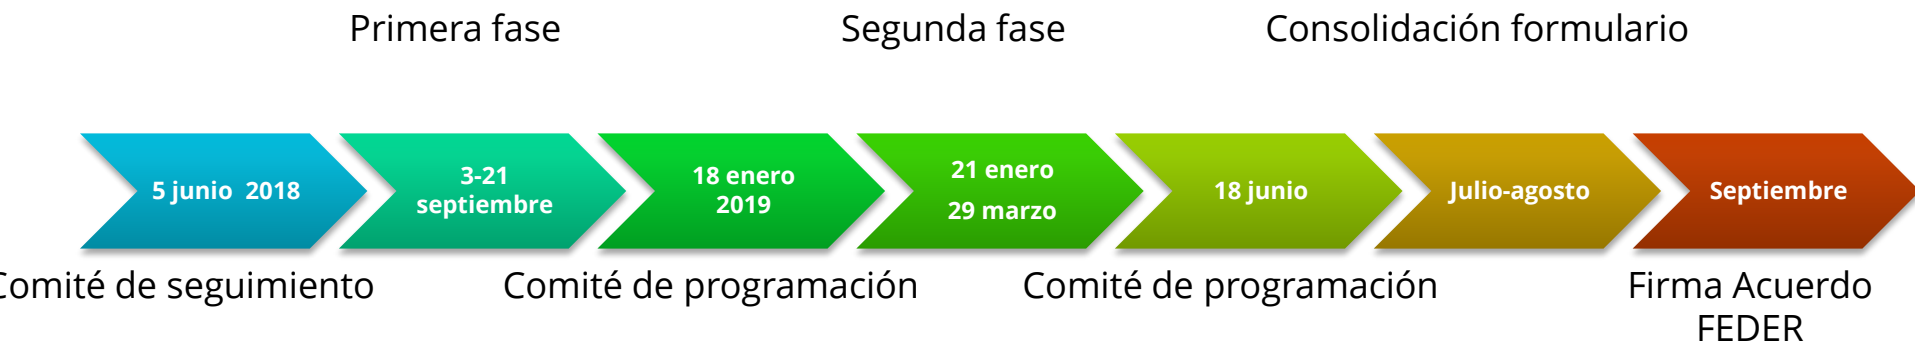 Primera fase
Segunda fase
Consolidación formulario
5 junio 2018
3-21
septiembre
18 enero
2019
21 enero
29 marzo
18 junio
Julio-agosto
Septiembre
Comité de seguimiento
Comité de programación
Comité de programación
Firma Acuerdo
FEDER